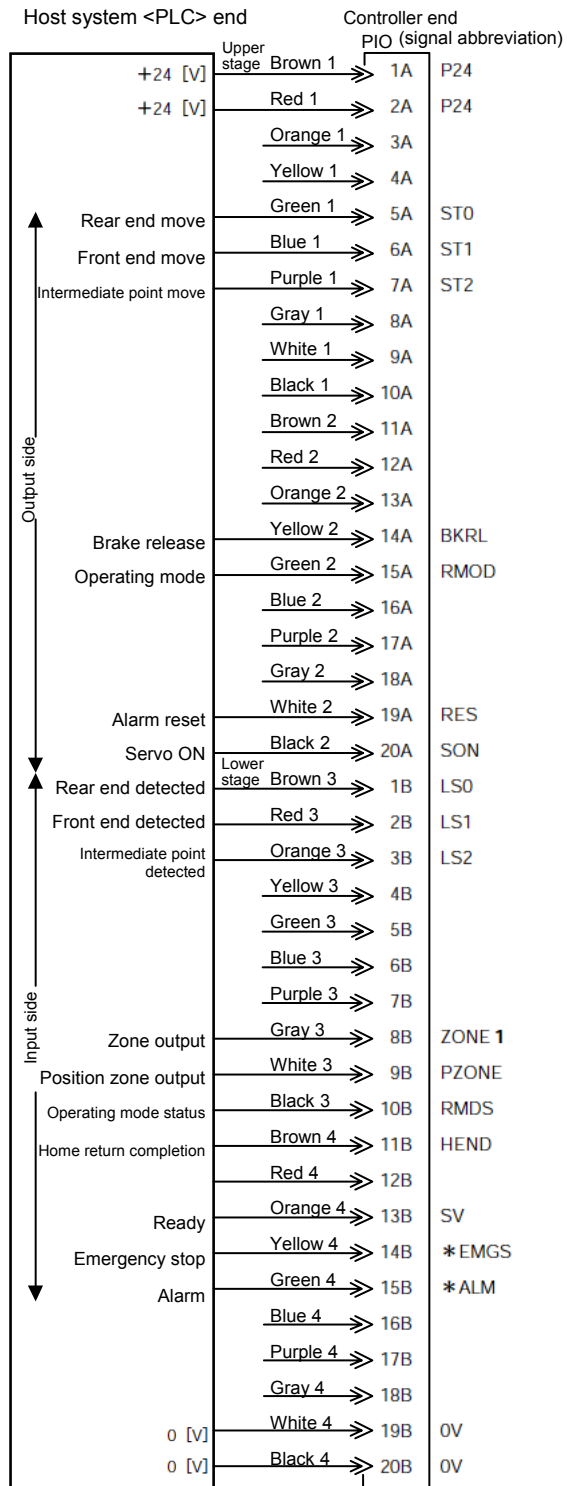 Host system <PLC> end Controller end
PIO (signal abbreviation)
Upper
stage
+24 [V] Brown 1 1A P24
+24 [V] Red 1 2A P24
Orange 1 3A
Yellow 1 4A
Rear end move Green 1 5A ST0
Front end move Blue 1 6A ST1
Intermediate point move Purple 1 7A ST2
Gray 1 8A
White 1 9A
Black 1 10A
Brown 2 11A
Red 2 12A
Output side
Orange 2 13A
Brake release Yellow 2 14A BKRL
Operating mode Green 2 15A RMOD
Blue 2 16A
Purple 2 17A
Gray 2 18A
Alarm reset White 2 19A RES
Servo ON Black 2 20A SON
Lower
stage
Rear end detected Brown 3 1B LS0
Front end detected Red 3 2B LS1
Intermediate point
detected
Orange 3 3B LS2
Yellow 3 4B
Green 3 5B
Blue 3 6B
Purple 3 7B
Input side
Zone output Gray 3 8B ZONE 1
Position zone output White 3 9B PZONE
Operating mode status Black 3 10B RMDS
Home return completion Brown 4 11B HEND
Red 4 12B
Ready Orange 4 13B SV
Emergency stop Yellow 4 14B *EMGS
Alarm Green 4 15B *ALM
Blue 4 16B
Purple 4 17B
Gray 4 18B
0 [V] White 4 19B 0V
0 [V] Black 4 20B 0V